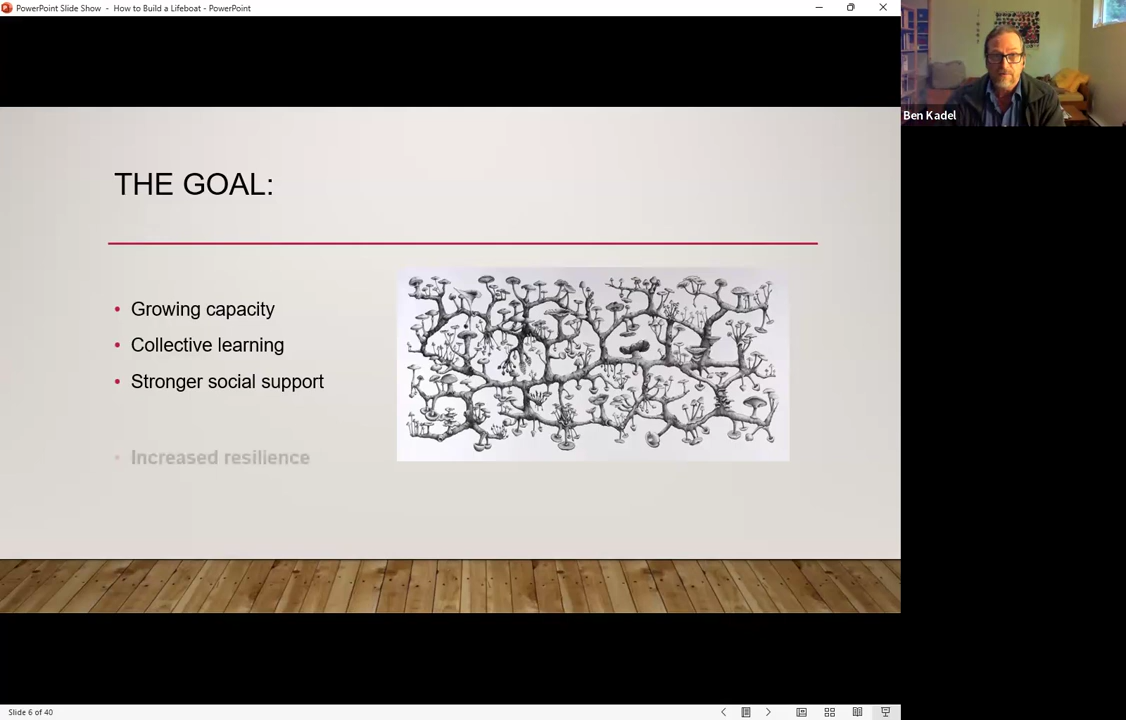 PowerPoint Slide Show - How to Build a Lifeboat - PowerPoint
Ben Kadel
THE GOAL:
• Growing capacity
• Collective learning
• Stronger social support
• Increased resilience
Slide 6 of 40